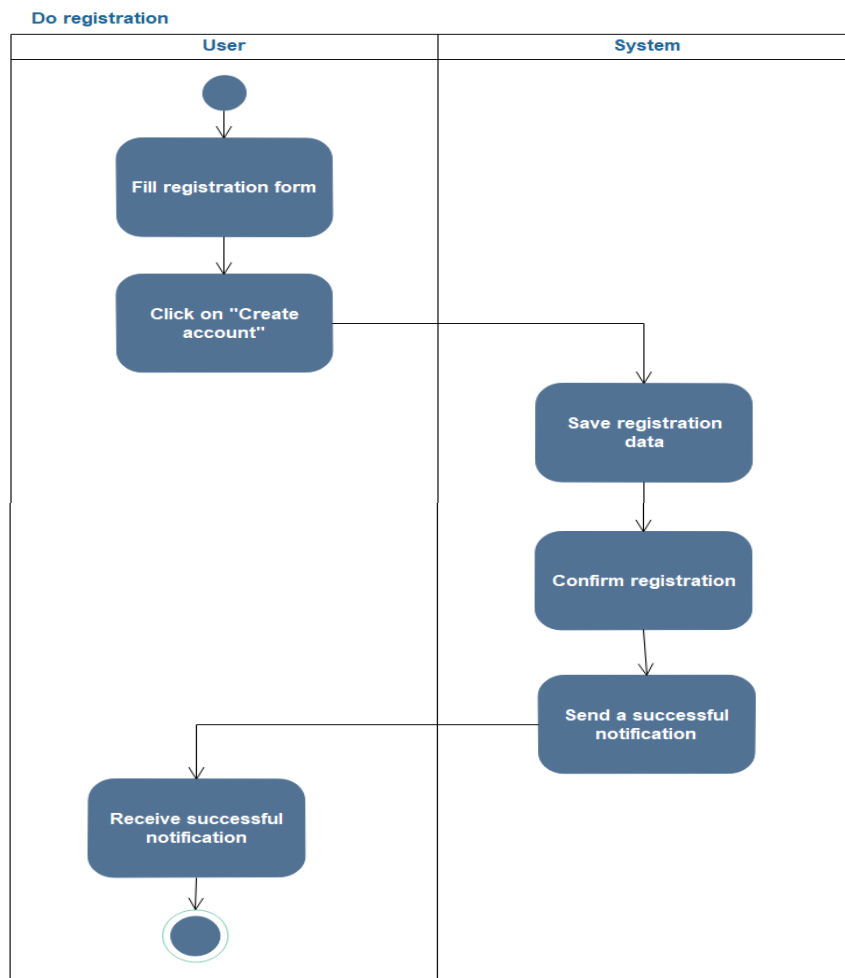 Do registration
User
System
Fill registration form
Click on "Create
account"
Save registration
data
Confirm registration
Send a successful
notification
Receive successful
notification